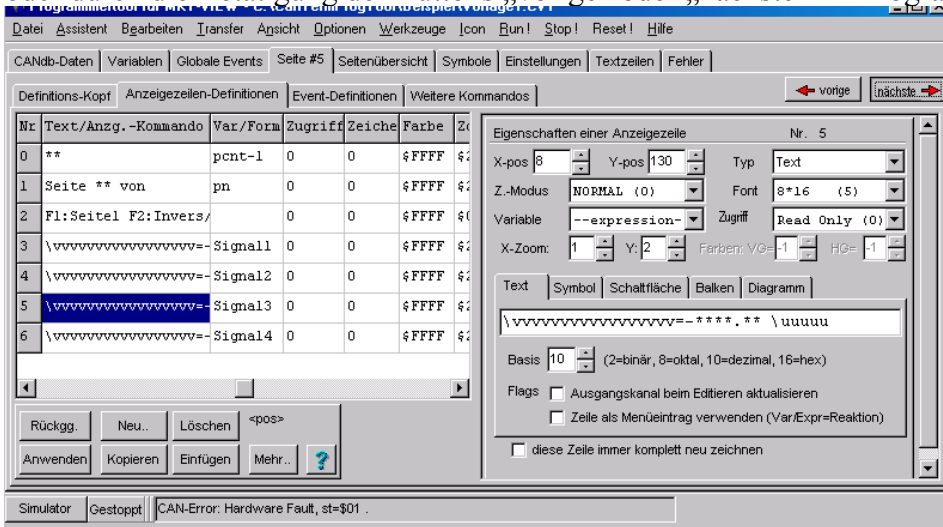 Datei Assistent Bearbeiten Transfer Ansicht Optionen Werkzeuge Icon Run! Stop! Reset! Hilfe
CANdb-Daten Variablen Globale Events Seite #5 Seitenübersicht Symbole Einstellungen Textzeilen Fehler
Definitions-Kopf Anzeigezeilen-Definitionen Event-Definitionen Weitere Kommandos vorige nächste
Nr Text/Anzg.-Kommando Var/Form Zugriff Zeiche Farbe
0 ** pcnt-1 0 0 $FFFF
1 Seite ** von pn 0 0 $FFFF
2 F1:Seite1 F2:Invers/ 0 0 $FFFF
3 \vvvvvvvvvvvvvvvvv=- Signal1 0 0 $FFFF
4 \vvvvvvvvvvvvvvvvv=- Signal2 0 0 $FFFF
5 \vvvvvvvvvvvvvvvvv=- Signal3 0 0 $FFFF
6 \vvvvvvvvvvvvvvvvv=- Signal4 0 0 $FFFF
Rückgg. Neu.. Löschen <pos>
Anwenden Kopieren Einfügen Mehr.. ?
Eigenschaften einer Anzeigezeile Nr. 5
X-pos 8 Y-pos 130 Typ Text
Z.-Modus NORMAL (0) Font 8*16 (5)
Variable --expression- Zugriff Read Only (0)
X-Zoom: 1 Y: 2 Farben: VG= -1 HG= -1
Text Symbol Schaltfläche Balken Diagramm
\vvvvvvvvvvvvvvvvv=-****.** \uuuuu
Basis 10 (2=binär, 8=oktal, 10=dezimal, 16=hex)
Flags Ausgangskanal beim Editieren aktualisieren
Zeile als Menüeintrag verwenden (Var/Expr=Reaktion)
diese Zeile immer komplett neu zeichnen
Simulator Gestoppt CAN-Error: Hardware Fault, st=$01 .